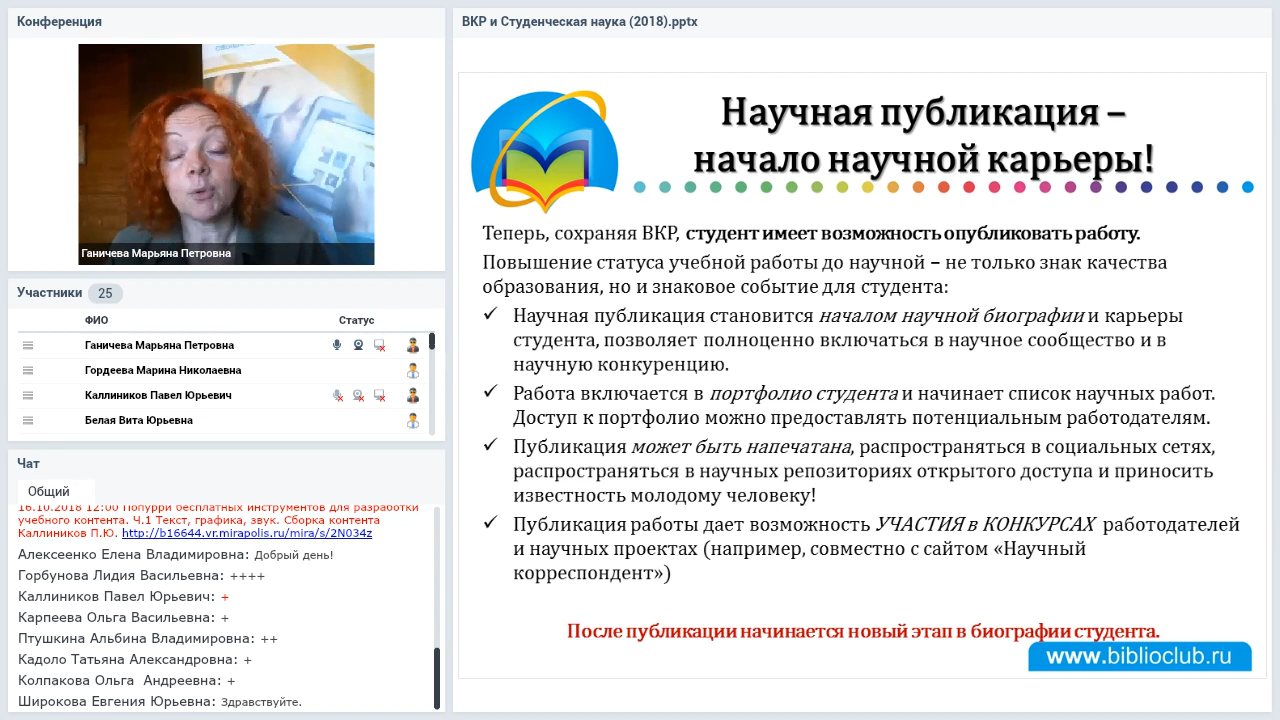 Конференция
Ганичева Марьяна Петровна
Участники 25
ФИО Статус
Ганичева Марьяна Петровна
Гордеева Марина Николаевна
Каллиников Павел Юрьевич
Белая Вита Юрьевна
Чат
Общий
16.10.2018 12:00 Попурри бесплатных инструментов для разработки
учебного контента. Ч.1 Текст, графика, звук. Сборка контента
Каллиников П.Ю. http://b16644.vr.mirapolis.ru/mira/s/2N034z
Алексеенко Елена Владимировна: Добрый день!
Горбунова Лидия Васильевна: ++++
Каллиников Павел Юрьевич: +
Карпеева Ольга Васильевна: +
Птушкина Альбина Владимировна: ++
Кадоло Татьяна Александровна: +
Колпакова Ольга Андреевна: +
Широкова Евгения Юрьевна: Здравствуйте.
ВКР и Студенческая наука (2018).pptx
Научная публикация –
начало научной карьеры!
Теперь, сохраняя ВКР, студент имеет возможность опубликовать работу.
Повышение статуса учебной работы до научной – не только знак качества
образования, но и знаковое событие для студента:
✓ Научная публикация становится началом научной биографии и карьеры
студента, позволяет полноценно включаться в научное сообщество и в
научную конкуренцию.
✓ Работа включается в портфолио студента и начинает список научных работ.
Доступ к портфолио можно предоставлять потенциальным работодателям.
✓ Публикация может быть напечатана, распространяться в социальных сетях,
распространяться в научных репозиториях открытого доступа и приносить
известность молодому человеку!
✓ Публикация работы дает возможность УЧАСТИЯ в КОНКУРСАХ работодателей
и научных проектах (например, совместно с сайтом «Научный
корреспондент»)
После публикации начинается новый этап в биографии студента.
www.biblioclub.ru